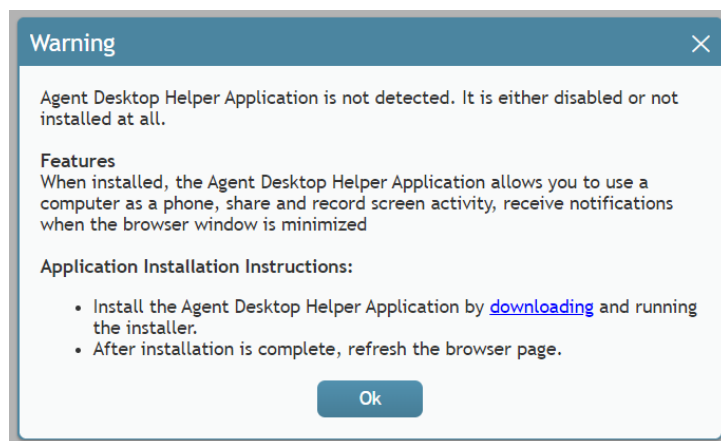 Warning
Agent Desktop Helper Application is not detected. It is either disabled or not
installed at all.
Features
When installed, the Agent Desktop Helper Application allows you to use a
computer as a phone, share and record screen activity, receive notifications
when the browser window is minimized
Application Installation Instructions:
• Install the Agent Desktop Helper Application by downloading and running
the installer.
• After installation is complete, refresh the browser page.
Ok